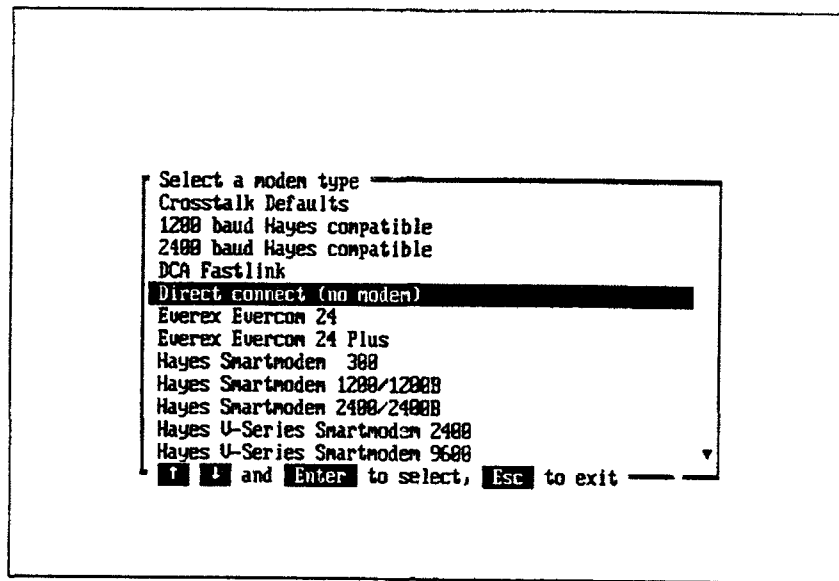 Select a modem type
Crosstalk Defaults
1200 baud Hayes compatible
2400 baud Hayes compatible
DCA Fastlink
Direct connect (no modem)
Everex Evercom 24
Everex Evercom 24 Plus
Hayes Smartmodem 300
Hayes Smartmodem 1200/1200B
Hayes Smartmodem 2400/2400B
Hayes V-Series Smartmodem 2400
Hayes V-Series Smartmodem 9600
↑ ↓ and Enter to select, Esc to exit